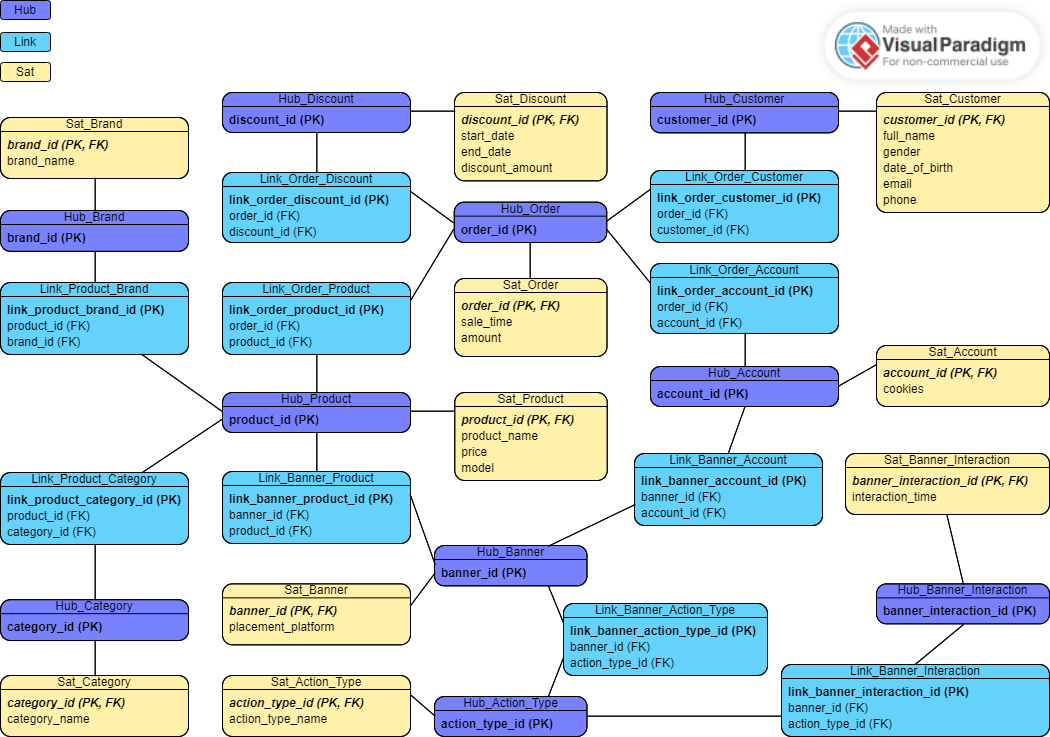 Hub
Link
Sat
Made with
VisualParadigm
For non-commercial use
Hub_Discount
discount_id (PK)
Sat_Discount
discount_id (PK, FK)
start_date
end_date
discount_amount
Hub_Customer
customer_id (PK)
Sat_Customer
customer_id (PK, FK)
full_name
gender
date_of_birth
email
phone
Sat_Brand
brand_id (PK, FK)
brand_name
Link_Order_Discount
link_order_discount_id (PK)
order_id (FK)
discount_id (FK)
Link_Order_Customer
link_order_customer_id (PK)
order_id (FK)
customer_id (FK)
Hub_Brand
brand_id (PK)
Hub_Order
order_id (PK)
Link_Product_Brand
link_product_brand_id (PK)
product_id (FK)
brand_id (FK)
Link_Order_Product
link_order_product_id (PK)
order_id (FK)
product_id (FK)
Sat_Order
order_id (PK, FK)
sale_time
amount
Link_Order_Account
link_order_account_id (PK)
order_id (FK)
account_id (FK)
Hub_Account
account_id (PK)
Sat_Account
account_id (PK, FK)
cookies
Hub_Product
product_id (PK)
Sat_Product
product_id (PK, FK)
product_name
price
model
Link_Product_Category
link_product_category_id (PK)
product_id (FK)
category_id (FK)
Link_Banner_Product
link_banner_product_id (PK)
banner_id (FK)
product_id (FK)
Link_Banner_Account
link_banner_account_id (PK)
banner_id (FK)
account_id (FK)
Sat_Banner_Interaction
banner_interaction_id (PK, FK)
interaction_time
Hub_Banner
banner_id (PK)
Hub_Category
category_id (PK)
Sat_Banner
banner_id (PK, FK)
placement_platform
Link_Banner_Action_Type
link_banner_action_type_id (PK)
banner_id (FK)
action_type_id (FK)
Hub_Banner_Interaction
banner_interaction_id (PK)
Sat_Category
category_id (PK, FK)
category_name
Sat_Action_Type
action_type_id (PK, FK)
action_type_name
Hub_Action_Type
action_type_id (PK)
Link_Banner_Interaction
link_banner_interaction_id (PK)
banner_id (FK)
action_type_id (FK)